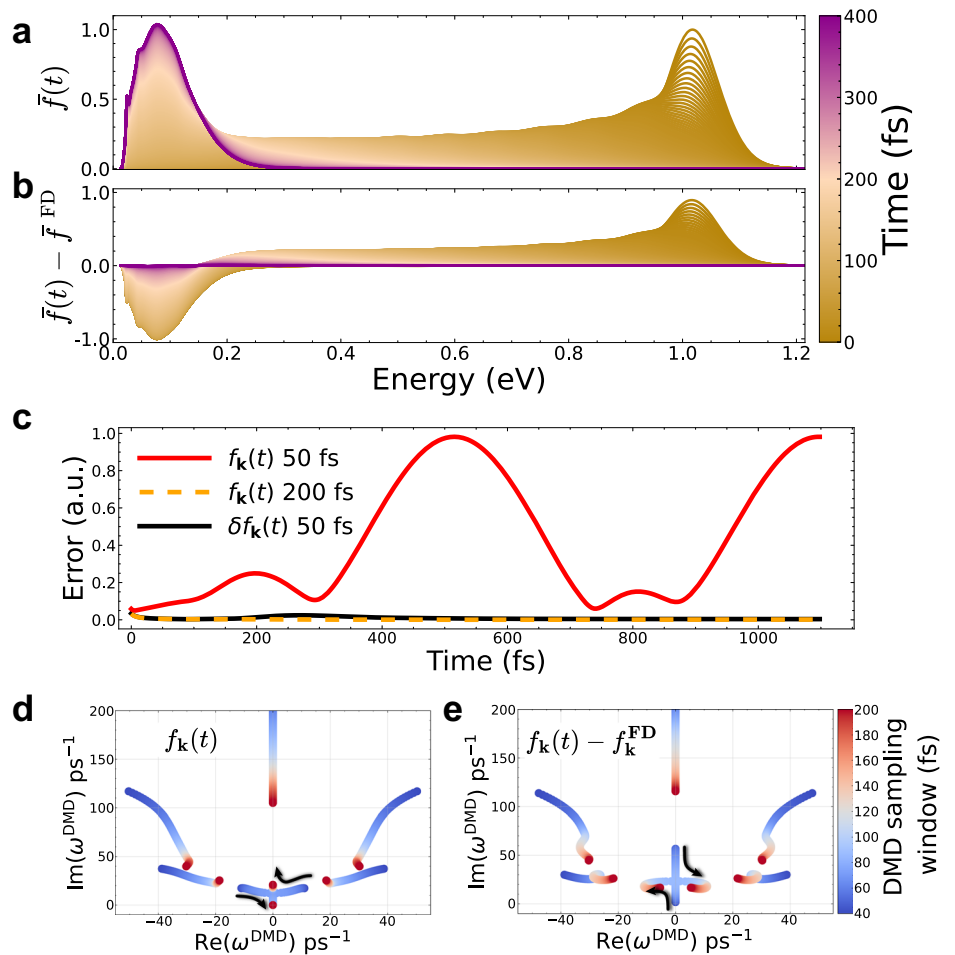 a
1.0
0.5
0.0
f̄(t)
b
1.0
0.0
-1.0
f̄(t) − f̄ FD
0.0 0.2 0.4 0.6 0.8 1.0 1.2
Energy (eV)
400
300
200
100
0
Time (fs)
c
1.0
0.8
0.6
0.4
0.2
0.0
Error (a.u.)
f𝐤(t) 50 fs
f𝐤(t) 200 fs
δf𝐤(t) 50 fs
0 200 400 600 800 1000
Time (fs)
d
200
150
100
50
0
Im(ω^DMD) ps⁻¹
f𝐤(t)
−40 −20 0 20 40
Re(ω^DMD) ps⁻¹
e
200
150
100
50
0
Im(ω^DMD) ps⁻¹
f𝐤(t) − f𝐤^FD
−40 −20 0 20 40
Re(ω^DMD) ps⁻¹
200
180
160
140
120
100
80
60
40
DMD sampling
window (fs)